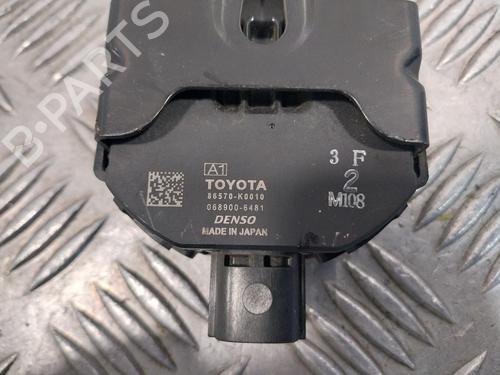 B-PARTS
A1
TOYOTA
86570-K0010
068900-6481
DENSO
MADE IN JAPAN
3 F
2
M108